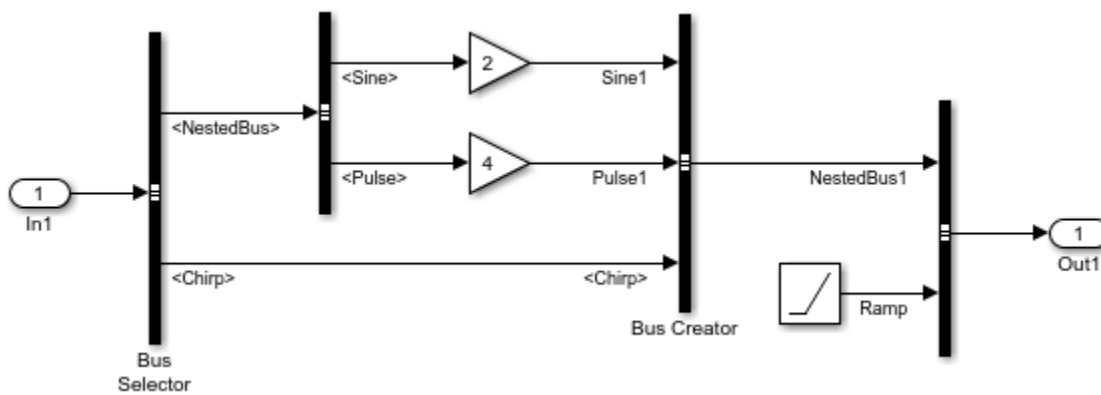 <Sine>
2
Sine1
<NestedBus>
<Pulse>
4
Pulse1
NestedBus1
1
In1
1
Out1
<Chirp>
<Chirp>
Ramp
Bus Creator
Bus
Selector